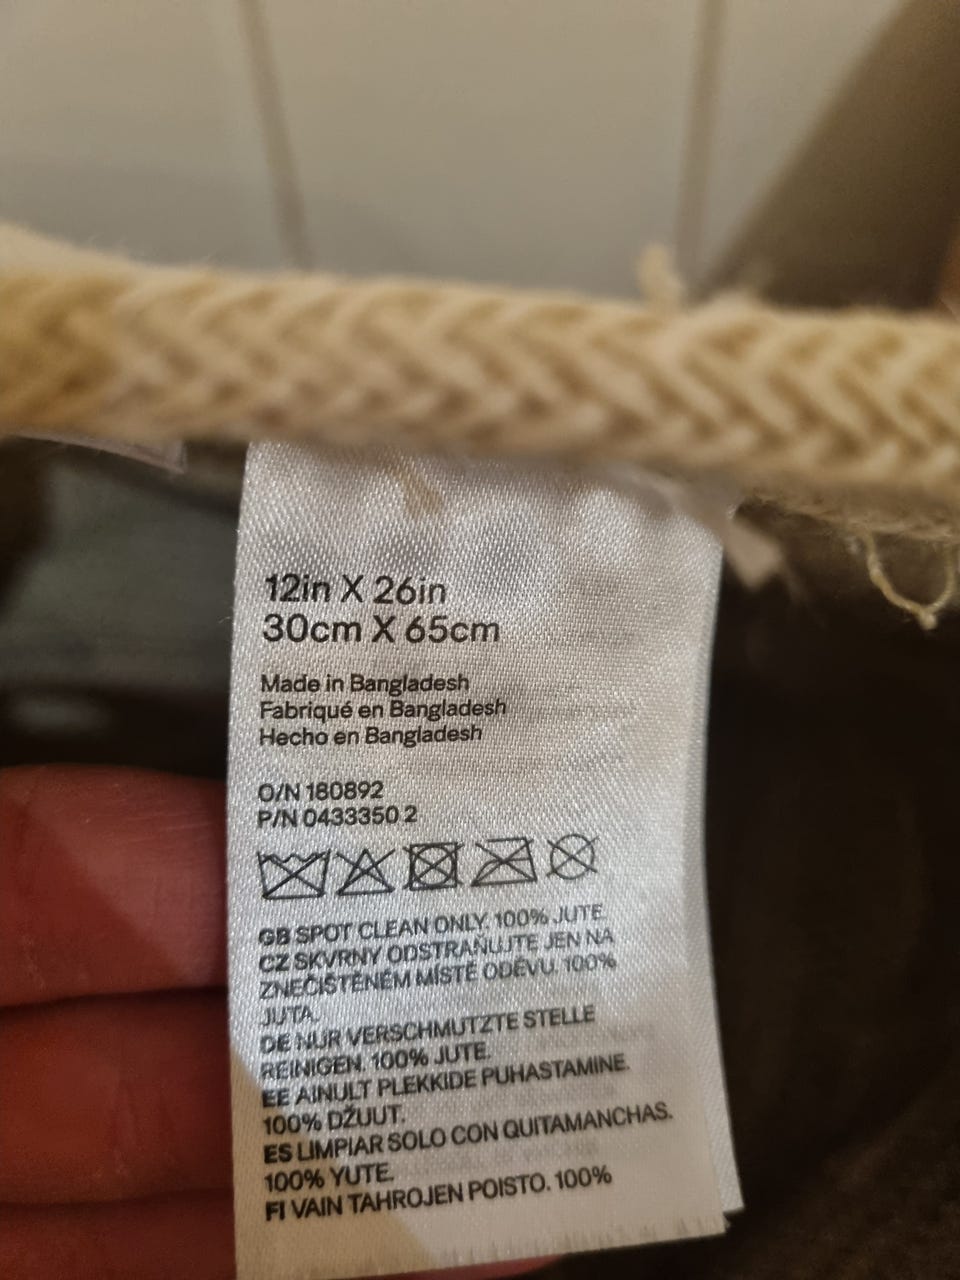 12in X 26in
30cm X 65cm
Made in Bangladesh
Fabriqué en Bangladesh
Hecho en Bangladesh
O/N 180892
P/N 0433350 2
GB SPOT CLEAN ONLY. 100% JUTE.
CZ SKVRNY ODSTRAŇUJTE JEN NA
ZNEČIŠTĚNÉM MÍSTĚ ODĚVU. 100%
JUTA.
DE NUR VERSCHMUTZTE STELLE
REINIGEN. 100% JUTE.
EE AINULT PLEKKIDE PUHASTAMINE.
100% DŽUUT.
ES LIMPIAR SOLO CON QUITAMANCHAS.
100% YUTE.
FI VAIN TAHROJEN POISTO. 100%